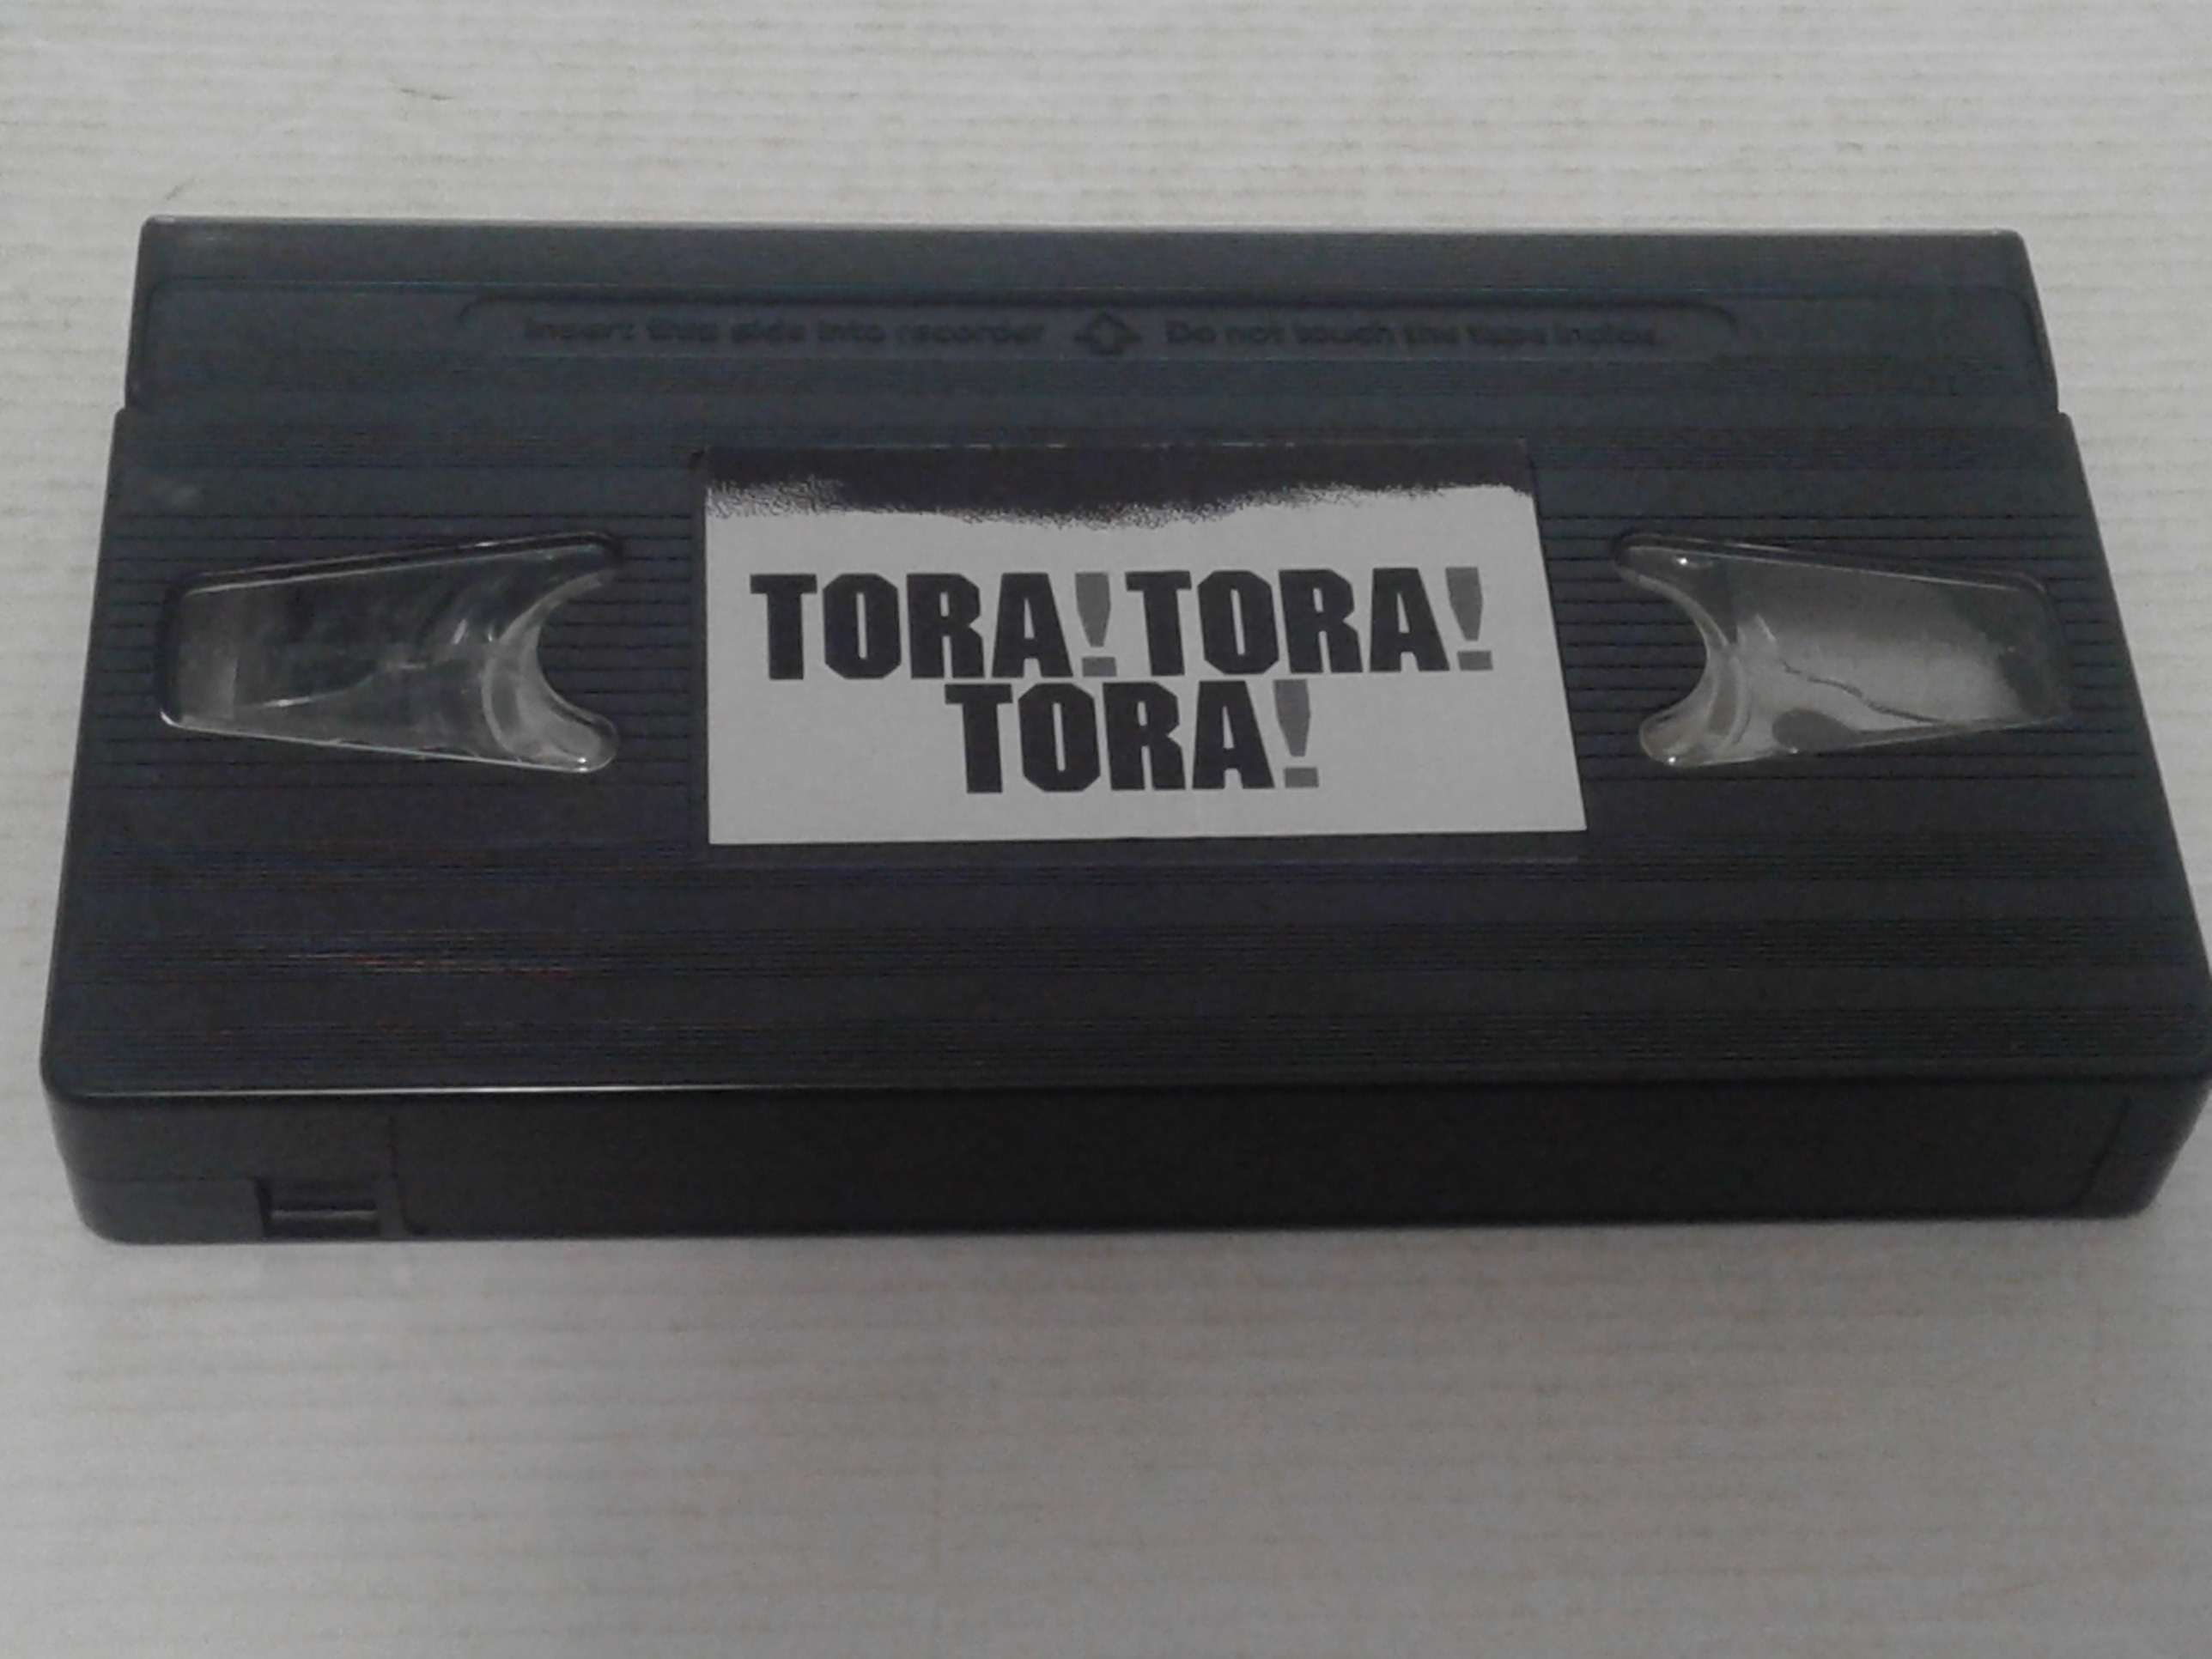 Insert this side into recorder Do not touch the tape inside.
TORA!TORA!
TORA!